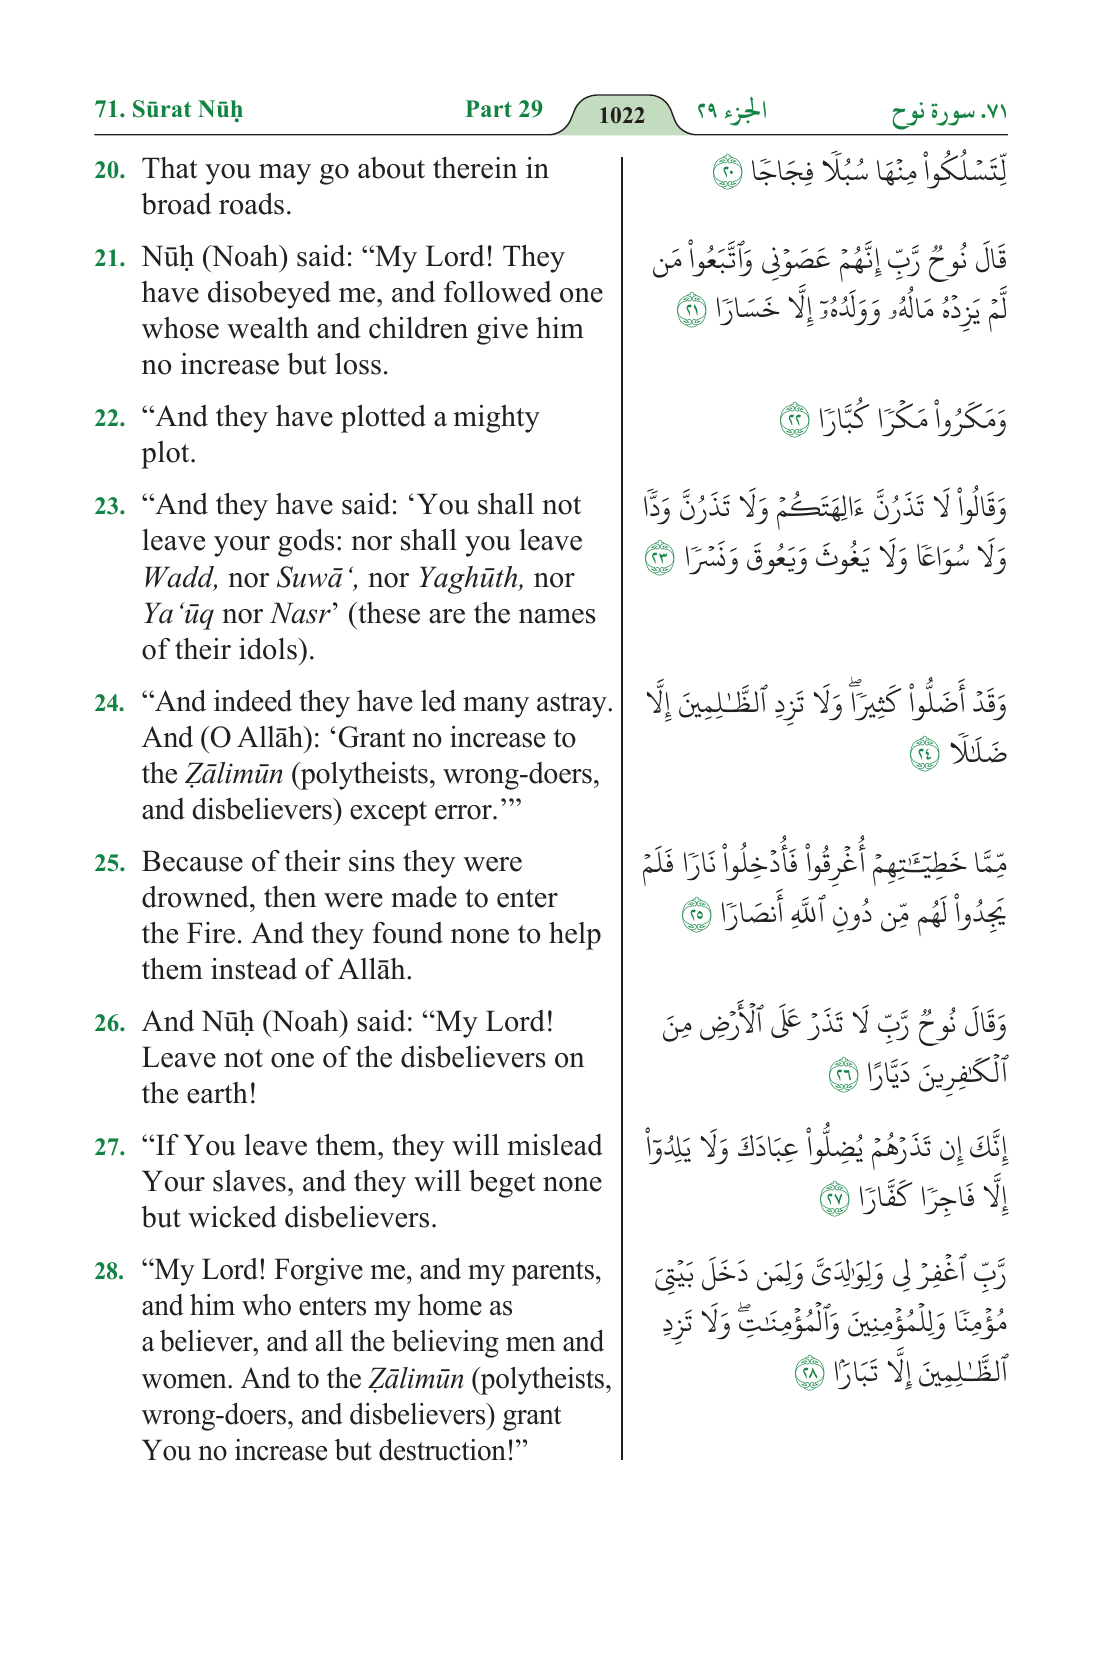 71. Sūrat Nūḥ Part 29 1022 الجزء ٢٩ ٧١. سورة نوح
20. That you may go about therein in
broad roads.
21. Nūḥ (Noah) said: “My Lord! They
have disobeyed me, and followed one
whose wealth and children give him
no increase but loss.
22. “And they have plotted a mighty
plot.
23. “And they have said: ‘You shall not
leave your gods: nor shall you leave
Wadd, nor Suwā‘, nor Yaghūth, nor
Ya‘ūq nor Nasr’ (these are the names
of their idols).
24. “And indeed they have led many astray.
And (O Allāh): ‘Grant no increase to
the Ẓālimūn (polytheists, wrong-doers,
and disbelievers) except error.’”
25. Because of their sins they were
drowned, then were made to enter
the Fire. And they found none to help
them instead of Allāh.
26. And Nūḥ (Noah) said: “My Lord!
Leave not one of the disbelievers on
the earth!
27. “If You leave them, they will mislead
Your slaves, and they will beget none
but wicked disbelievers.
28. “My Lord! Forgive me, and my parents,
and him who enters my home as
a believer, and all the believing men and
women. And to the Ẓālimūn (polytheists,
wrong-doers, and disbelievers) grant
You no increase but destruction!”
لِّتَسۡلُكُواْ مِنۡهَا سُبُلٗا فِجَاجٗا ٢٠
قَالَ نُوحٞ رَّبِّ إِنَّهُمۡ عَصَوۡنِى وَٱتَّبَعُواْ مَن
لَّمۡ يَزِدۡهُ مَالُهُۥ وَوَلَدُهُۥٓ إِلَّا خَسَارٗا ٢١
وَمَكَرُواْ مَكۡرٗا كُبَّارٗا ٢٢
وَقَالُواْ لَا تَذَرُنَّ ءَالِهَتَكُمۡ وَلَا تَذَرُنَّ وَدّٗا
وَلَا سُوَاعٗا وَلَا يَغُوثَ وَيَعُوقَ وَنَسۡرٗا ٢٣
وَقَدۡ أَضَلُّواْ كَثِيرٗاۖ وَلَا تَزِدِ ٱلظَّٰلِمِينَ إِلَّا
ضَلَٰلٗا ٢٤
مِّمَّا خَطِيٓـَٰٔتِهِمۡ أُغۡرِقُواْ فَأُدۡخِلُواْ نَارٗا فَلَمۡ
يَجِدُواْ لَهُم مِّن دُونِ ٱللَّهِ أَنصَارٗا ٢٥
وَقَالَ نُوحٞ رَّبِّ لَا تَذَرۡ عَلَى ٱلۡأَرۡضِ مِنَ
ٱلۡكَٰفِرِينَ دَيَّارًا ٢٦
إِنَّكَ إِن تَذَرۡهُمۡ يُضِلُّواْ عِبَادَكَ وَلَا يَلِدُوٓاْ
إِلَّا فَاجِرٗا كَفَّارٗا ٢٧
رَّبِّ ٱغۡفِرۡ لِى وَلِوَٰلِدَىَّ وَلِمَن دَخَلَ بَيۡتِىَ
مُؤۡمِنٗا وَلِلۡمُؤۡمِنِينَ وَٱلۡمُؤۡمِنَٰتِۖ وَلَا تَزِدِ
ٱلظَّٰلِمِينَ إِلَّا تَبَارَۢا ٢٨